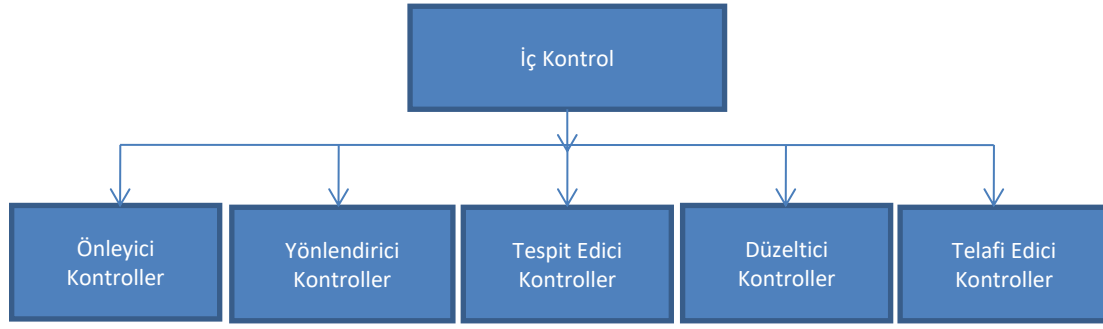 İç Kontrol
Önleyici
Kontroller
Yönlendirici
Kontroller
Tespit Edici
Kontroller
Düzeltici
Kontroller
Telafi Edici
Kontroller